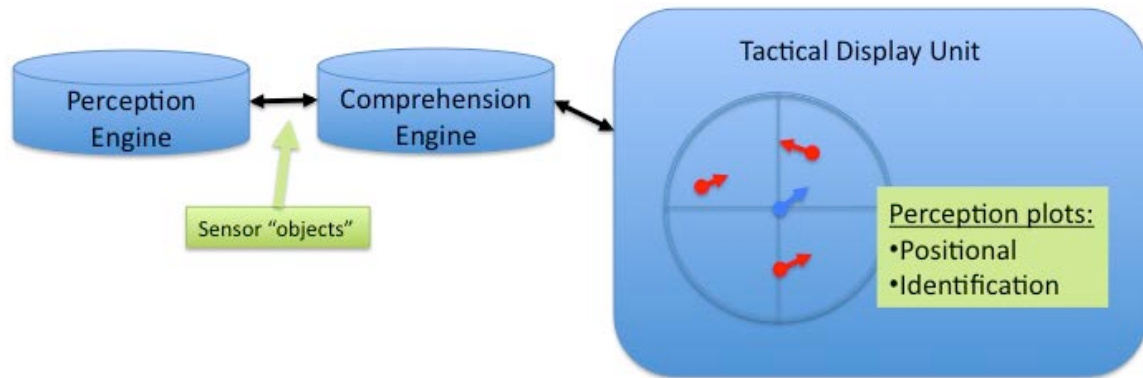 Perception
Engine
Comprehension
Engine
Sensor “objects”
Tactical Display Unit
Perception plots:
•Positional
•Identification